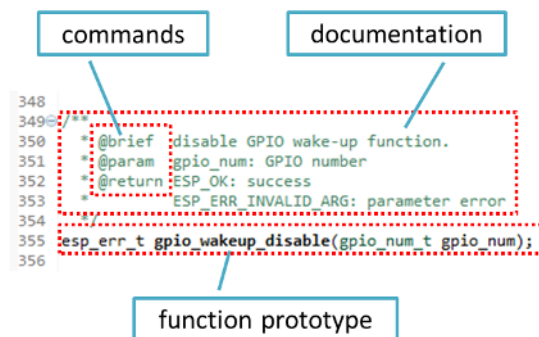 commands documentation
348
349 /**
350 * @brief disable GPIO wake-up function.
351 * @param gpio_num: GPIO number
352 * @return ESP_OK: success
353 * ESP_ERR_INVALID_ARG: parameter error
354 */
355 esp_err_t gpio_wakeup_disable(gpio_num_t gpio_num);
356
function prototype